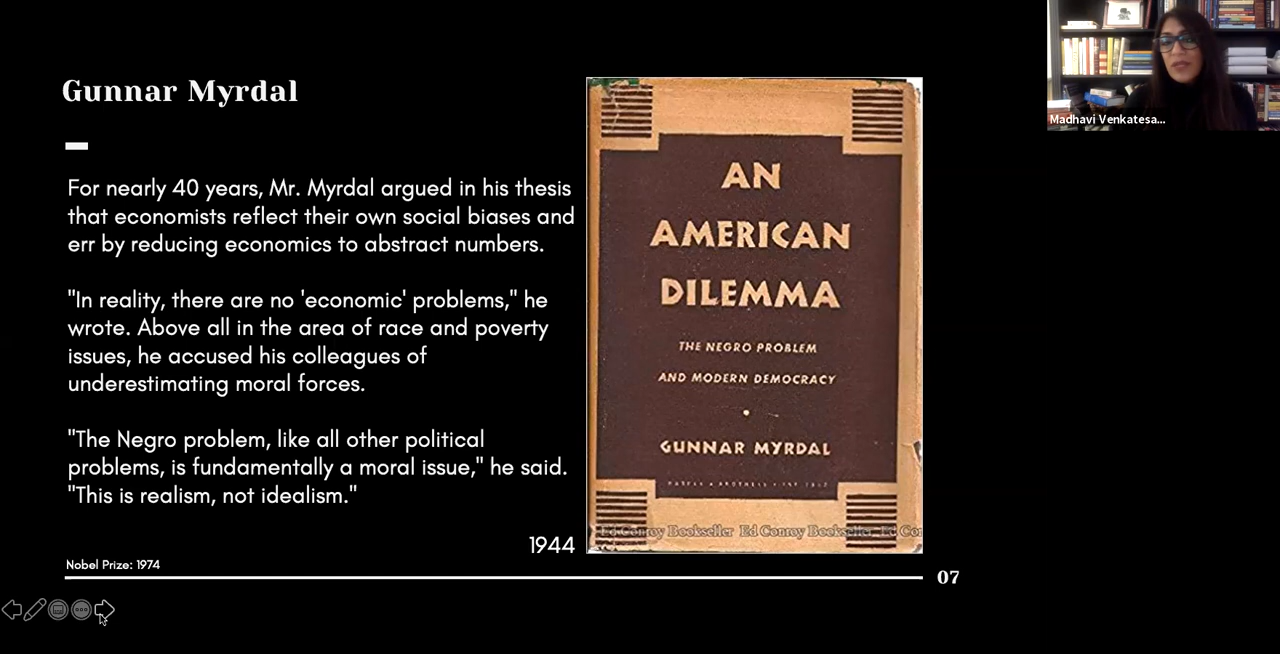 Gunnar Myrdal
For nearly 40 years, Mr. Myrdal argued in his thesis
that economists reflect their own social biases and
err by reducing economics to abstract numbers.
"In reality, there are no 'economic' problems," he
wrote. Above all in the area of race and poverty
issues, he accused his colleagues of
underestimating moral forces.
"The Negro problem, like all other political
problems, is fundamentally a moral issue," he said.
"This is realism, not idealism."
1944
Nobel Prize: 1974
AN
AMERICAN
DILEMMA
THE NEGRO PROBLEM
AND MODERN DEMOCRACY
GUNNAR MYRDAL
Ed Conroy Bookseller Ed Conroy Bookseller Ed Con
07
Madhavi Venkatesa...